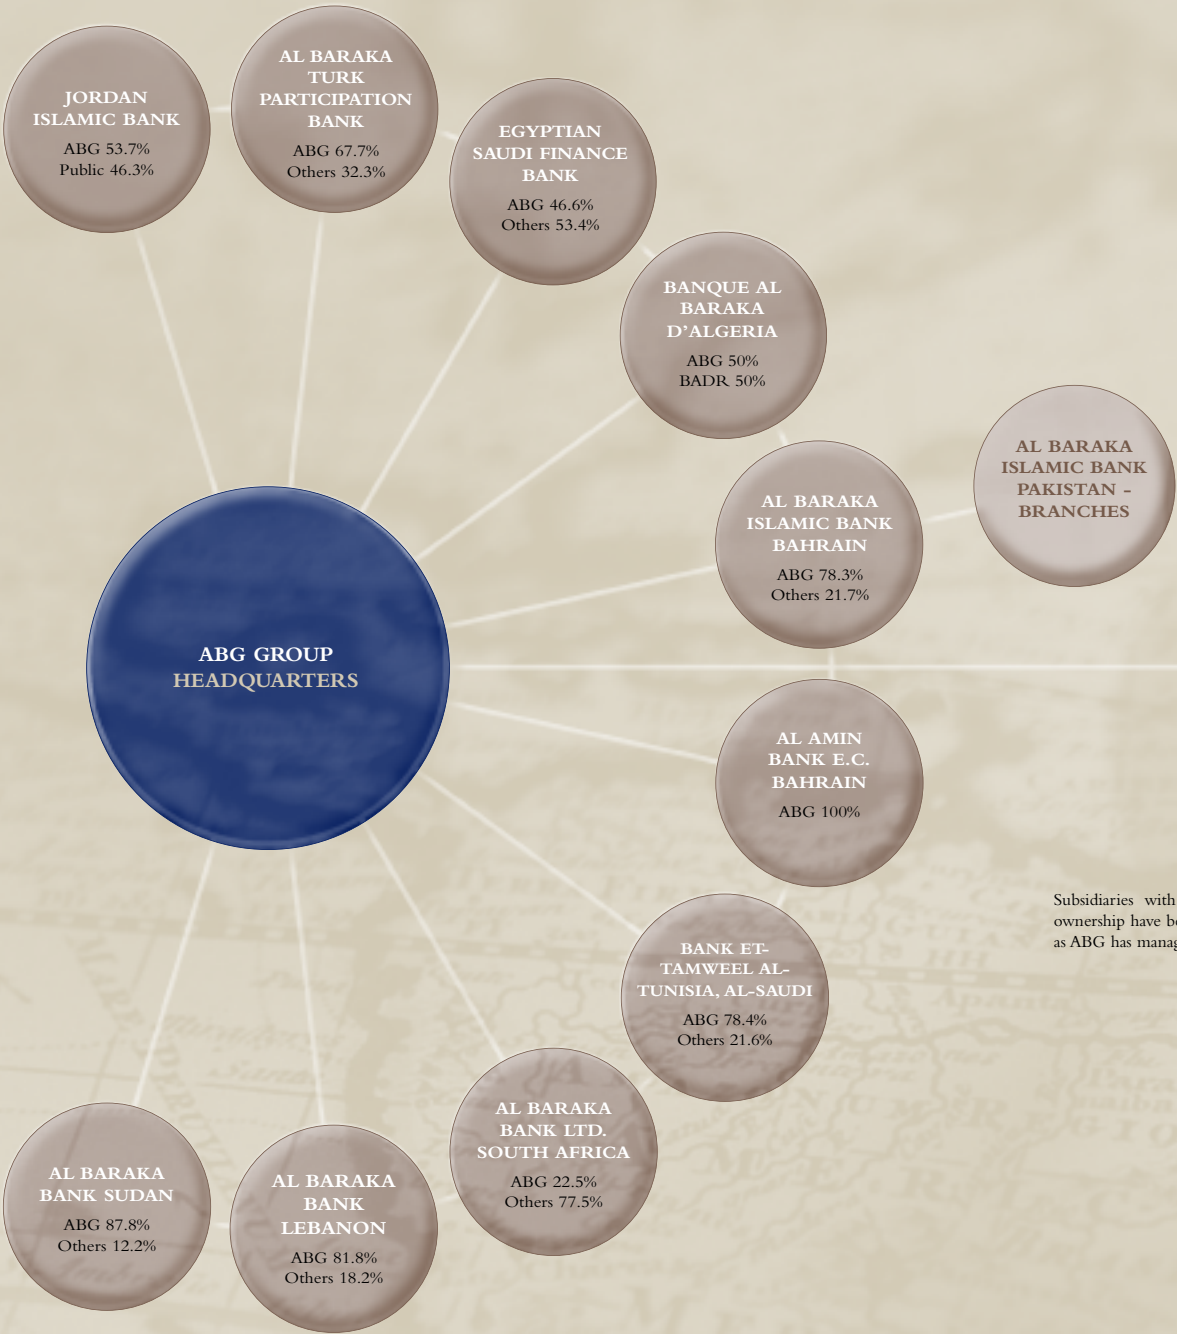 JORDAN
ISLAMIC BANK
ABG 53.7%
Public 46.3%
AL BARAKA
TURK
PARTICIPATION
BANK
ABG 67.7%
Others 32.3%
EGYPTIAN
SAUDI FINANCE
BANK
ABG 46.6%
Others 53.4%
BANQUE AL
BARAKA
D’ALGERIA
ABG 50%
BADR 50%
AL BARAKA
ISLAMIC BANK
PAKISTAN -
BRANCHES
AL BARAKA
ISLAMIC BANK
BAHRAIN
ABG 78.3%
Others 21.7%
ABG GROUP
HEADQUARTERS
AL AMIN
BANK E.C.
BAHRAIN
ABG 100%
Subsidiaries with
ownership have
as ABG has
BANK ET-
TAMWEEL AL-
TUNISIA, AL-SAUDI
ABG 78.4%
Others 21.6%
AL BARAKA
BANK LTD.
SOUTH AFRICA
ABG 22.5%
Others 77.5%
AL BARAKA
BANK
LEBANON
ABG 81.8%
Others 18.2%
AL BARAKA
BANK SUDAN
ABG 87.8%
Others 12.2%